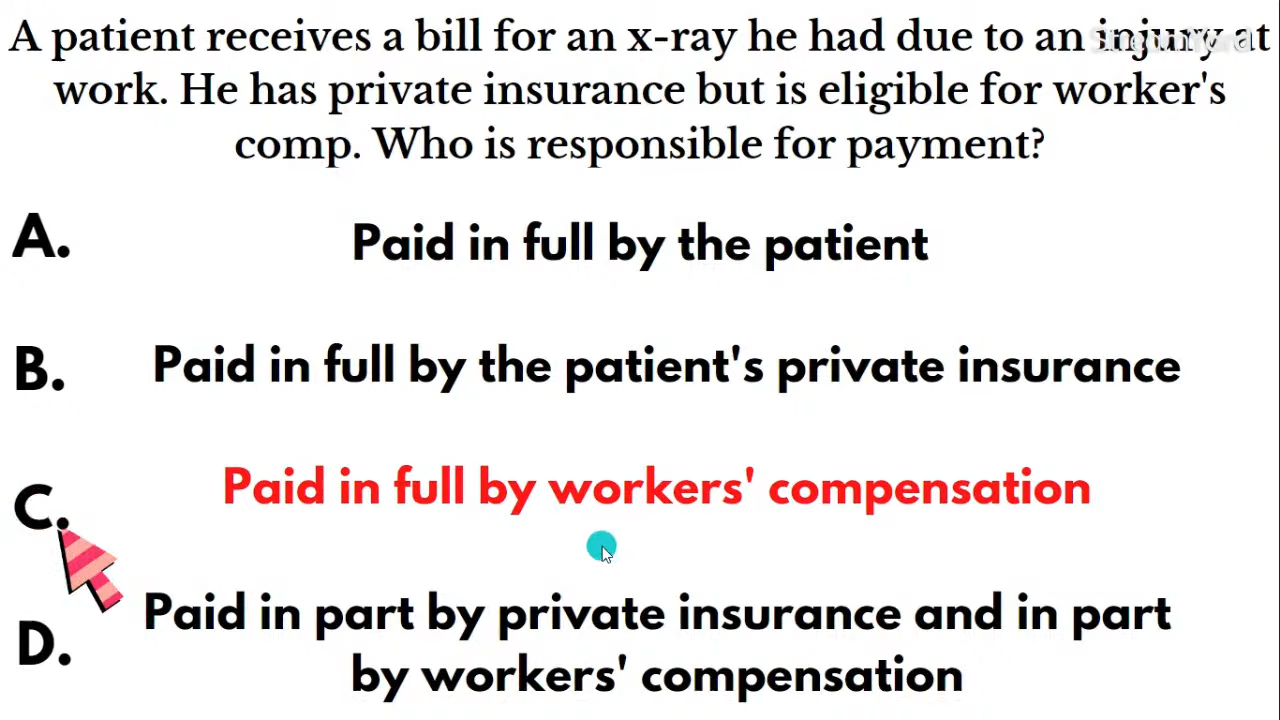 A patient receives a bill for an x-ray he had due to an injury at
work. He has private insurance but is eligible for worker's
comp. Who is responsible for payment?
A. Paid in full by the patient
B. Paid in full by the patient's private insurance
C. Paid in full by workers' compensation
D. Paid in part by private insurance and in part
by workers' compensation